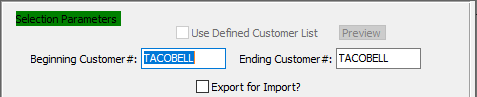 Selection Parameters
Use Defined Customer List Preview
Beginning Customer#: TACOBELL Ending Customer#: TACOBELL
Export for Import?